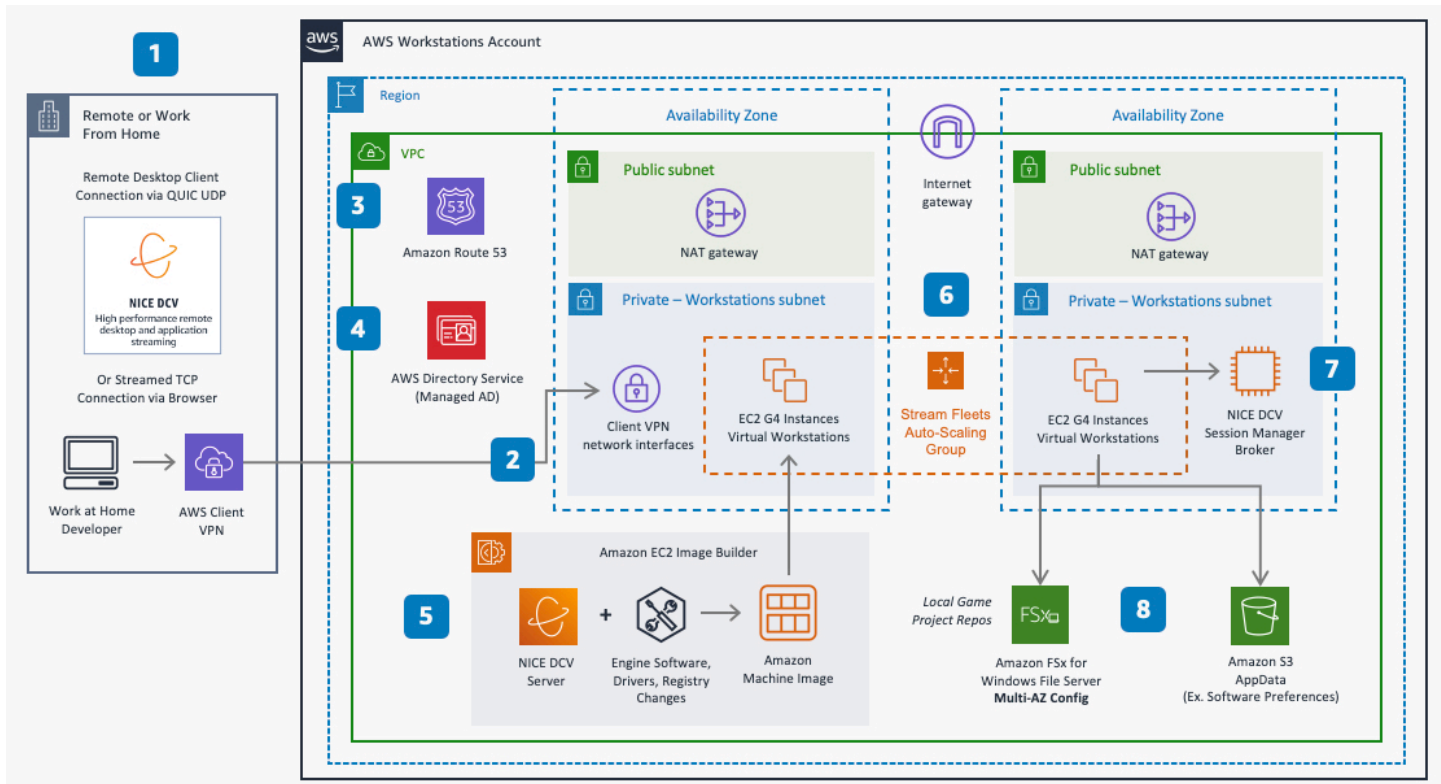 1
aws
AWS Workstations Account
Region
Remote or Work
From Home
Remote Desktop Client
Connection via QUIC UDP
NICE DCV
High performance remote
desktop and application
streaming
Or Streamed TCP
Connection via Browser
Work at Home
Developer
AWS Client
VPN
2
VPC
3
53
Amazon Route 53
4
AWS Directory Service
(Managed AD)
Availability Zone
Public subnet
NAT gateway
Private – Workstations subnet
Client VPN
network interfaces
EC2 G4 Instances
Virtual Workstations
Internet
gateway
6
Stream Fleets
Auto-Scaling
Group
Availability Zone
Public subnet
NAT gateway
Private – Workstations subnet
EC2 G4 Instances
Virtual Workstations
NICE DCV
Session Manager
Broker
7
5
Amazon EC2 Image Builder
NICE DCV
Server
+
Engine Software,
Drivers, Registry
Changes
Amazon
Machine Image
Local Game
Project Repos
FSx
Amazon FSx for
Windows File Server
Multi-AZ Config
8
Amazon S3
AppData
(Ex. Software Preferences)